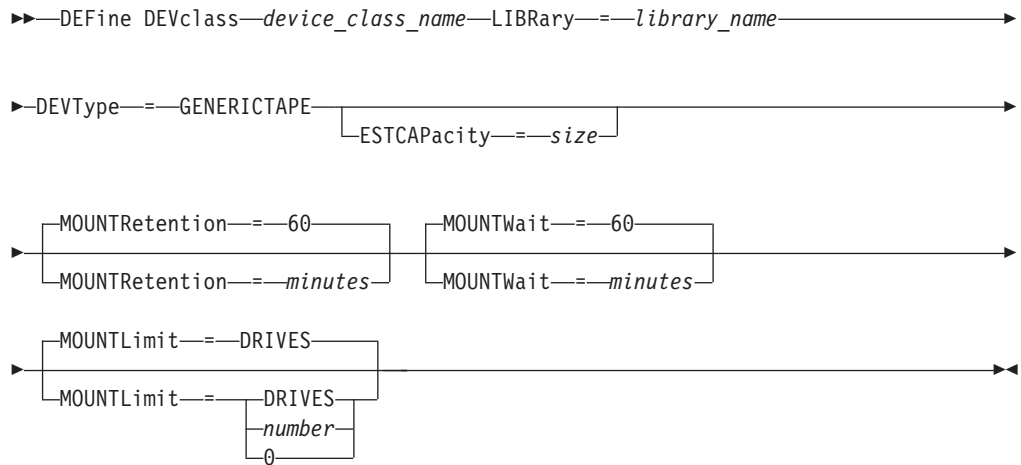 DEFine DEVclass device_class_name LIBRary = library_name
DEVType = GENERICTAPE
ESTCAPacity = size
MOUNTRetention = 60 MOUNTWait = 60
MOUNTRetention = minutes MOUNTWait = minutes
MOUNTLimit = DRIVES
MOUNTLimit = DRIVES
number
0